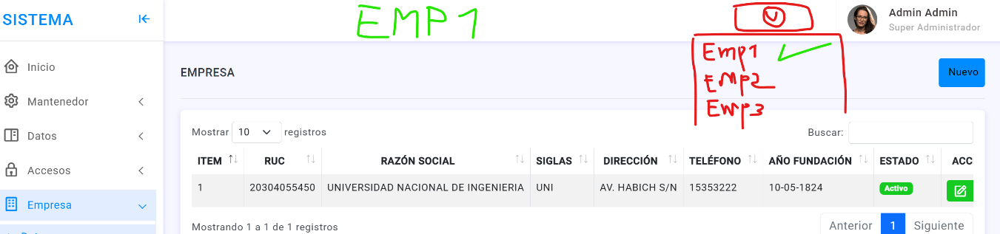 SISTEMA
EMP1
Admin Admin
Super Administrador
Emp1
EMP2
Emp3
Inicio
Mantenedor
Datos
Accesos
Empresa
EMPRESA
Nuevo
Mostrar 10 registros
Buscar:
ITEM RUC RAZÓN SOCIAL SIGLAS DIRECCIÓN TELÉFONO AÑO FUNDACIÓN ESTADO ACC
1 20304055450 UNIVERSIDAD NACIONAL DE INGENIERIA UNI AV. HABICH S/N 15353222 10-05-1824 Activo
Mostrando 1 a 1 de 1 registros
Anterior 1 Siguiente